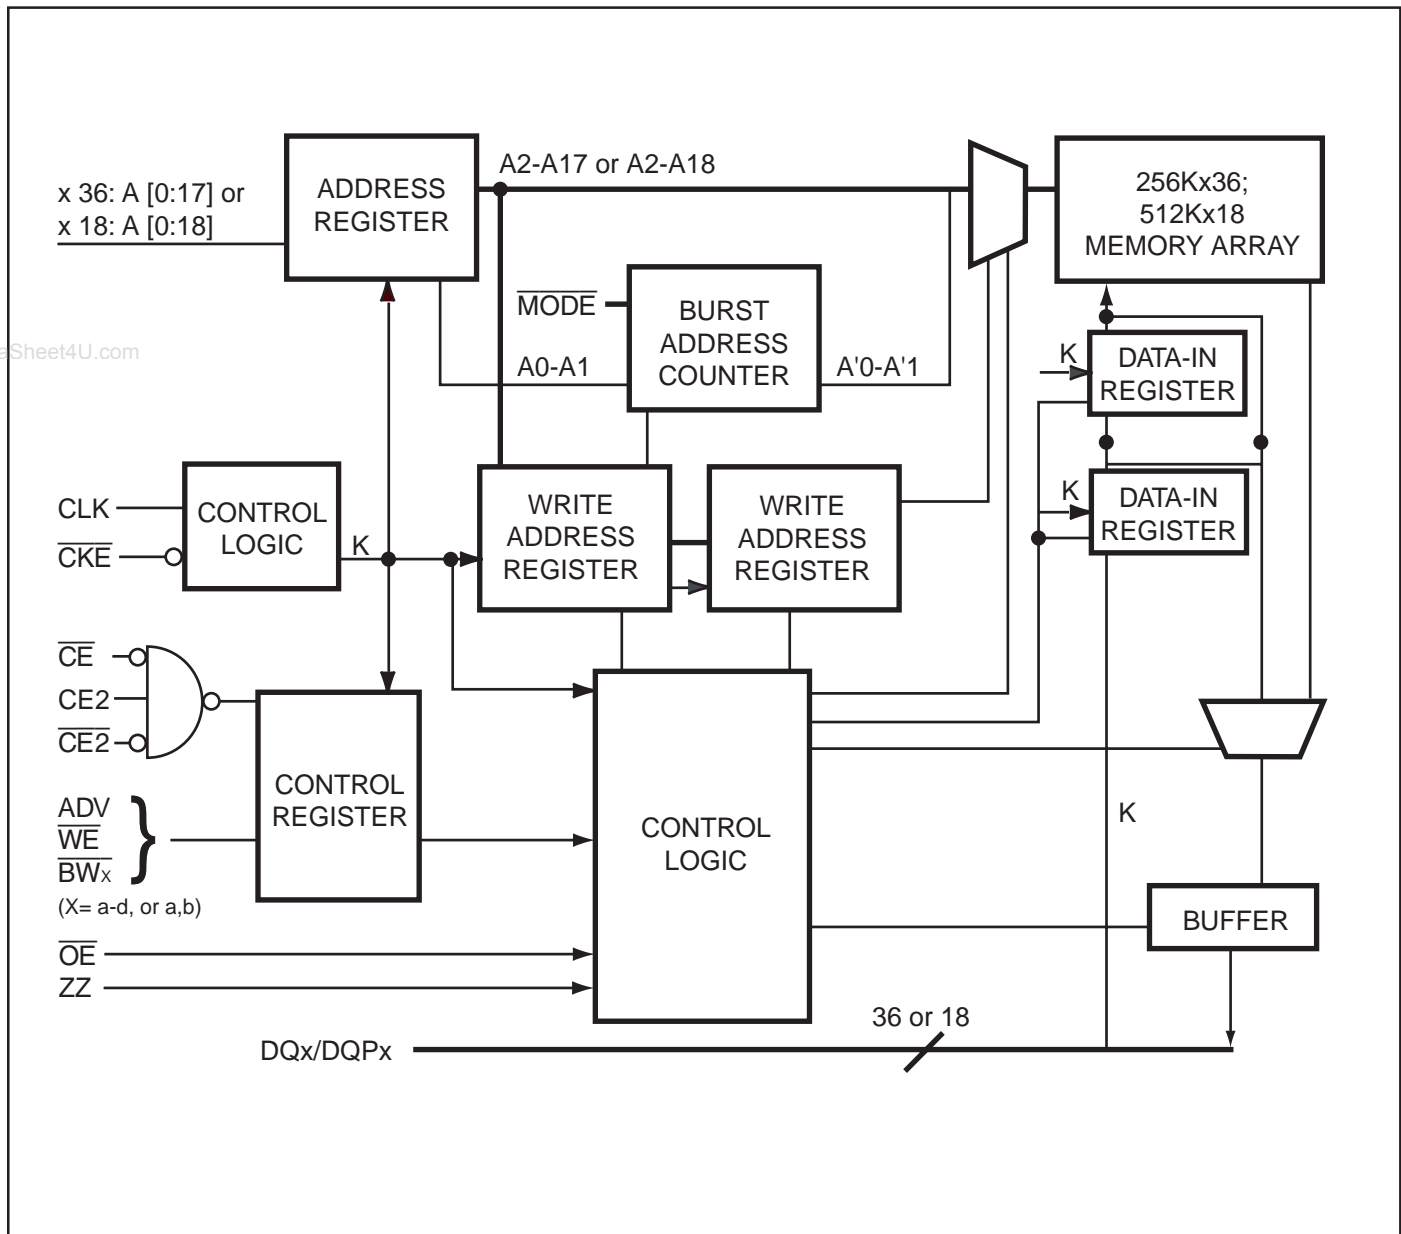 x 36: A [0:17] or
x 18: A [0:18]
ADDRESS
REGISTER
A2-A17 or A2-A18
256Kx36;
512Kx18
MEMORY ARRAY
MODE
BURST
ADDRESS
COUNTER
A0-A1
A'0-A'1
K
DATA-IN
REGISTER
aSheet4U.com
CLK
CKE
CONTROL
LOGIC
K
WRITE
ADDRESS
REGISTER
WRITE
ADDRESS
REGISTER
K
DATA-IN
REGISTER
CE
CE2
CE2
CONTROL
REGISTER
ADV
WE
BWx
(X= a-d, or a,b)
CONTROL
LOGIC
K
BUFFER
OE
ZZ
36 or 18
DQx/DQPx